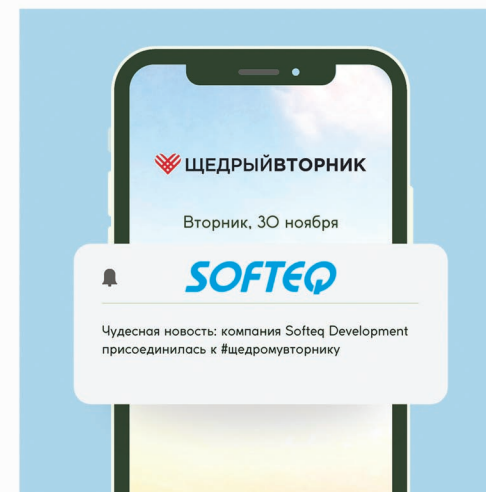 ЩЕДРЫЙВТОРНИК
Вторник, 30 ноября
SOFTEQ
Чудесная новость: компания Softeq Development
присоединилась к #щедромувторнику